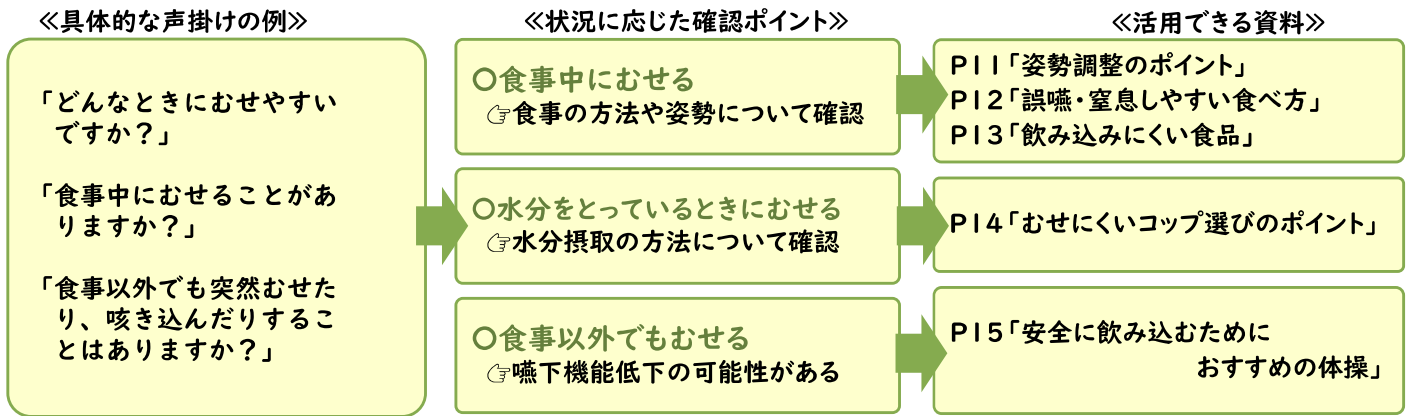 ≪具体的な声掛けの例≫
「どんなときにむせやすい
ですか？」
「食事中にむせることがあ
りますか？」
「食事以外でも突然むせた
り、咳き込んだりするこ
とはありますか？」
≪状況に応じた確認ポイント≫
〇食事中にむせる
☞食事の方法や姿勢について確認
〇水分をとっているときにむせる
☞水分摂取の方法について確認
〇食事以外でもむせる
☞嚥下機能低下の可能性がある
≪活用できる資料≫
P11「姿勢調整のポイント」
P12「誤嚥・窒息しやすい食べ方」
P13「飲み込みにくい食品」
P14「むせにくいコップ選びのポイント」
P15「安全に飲み込むために
おすすめの体操」